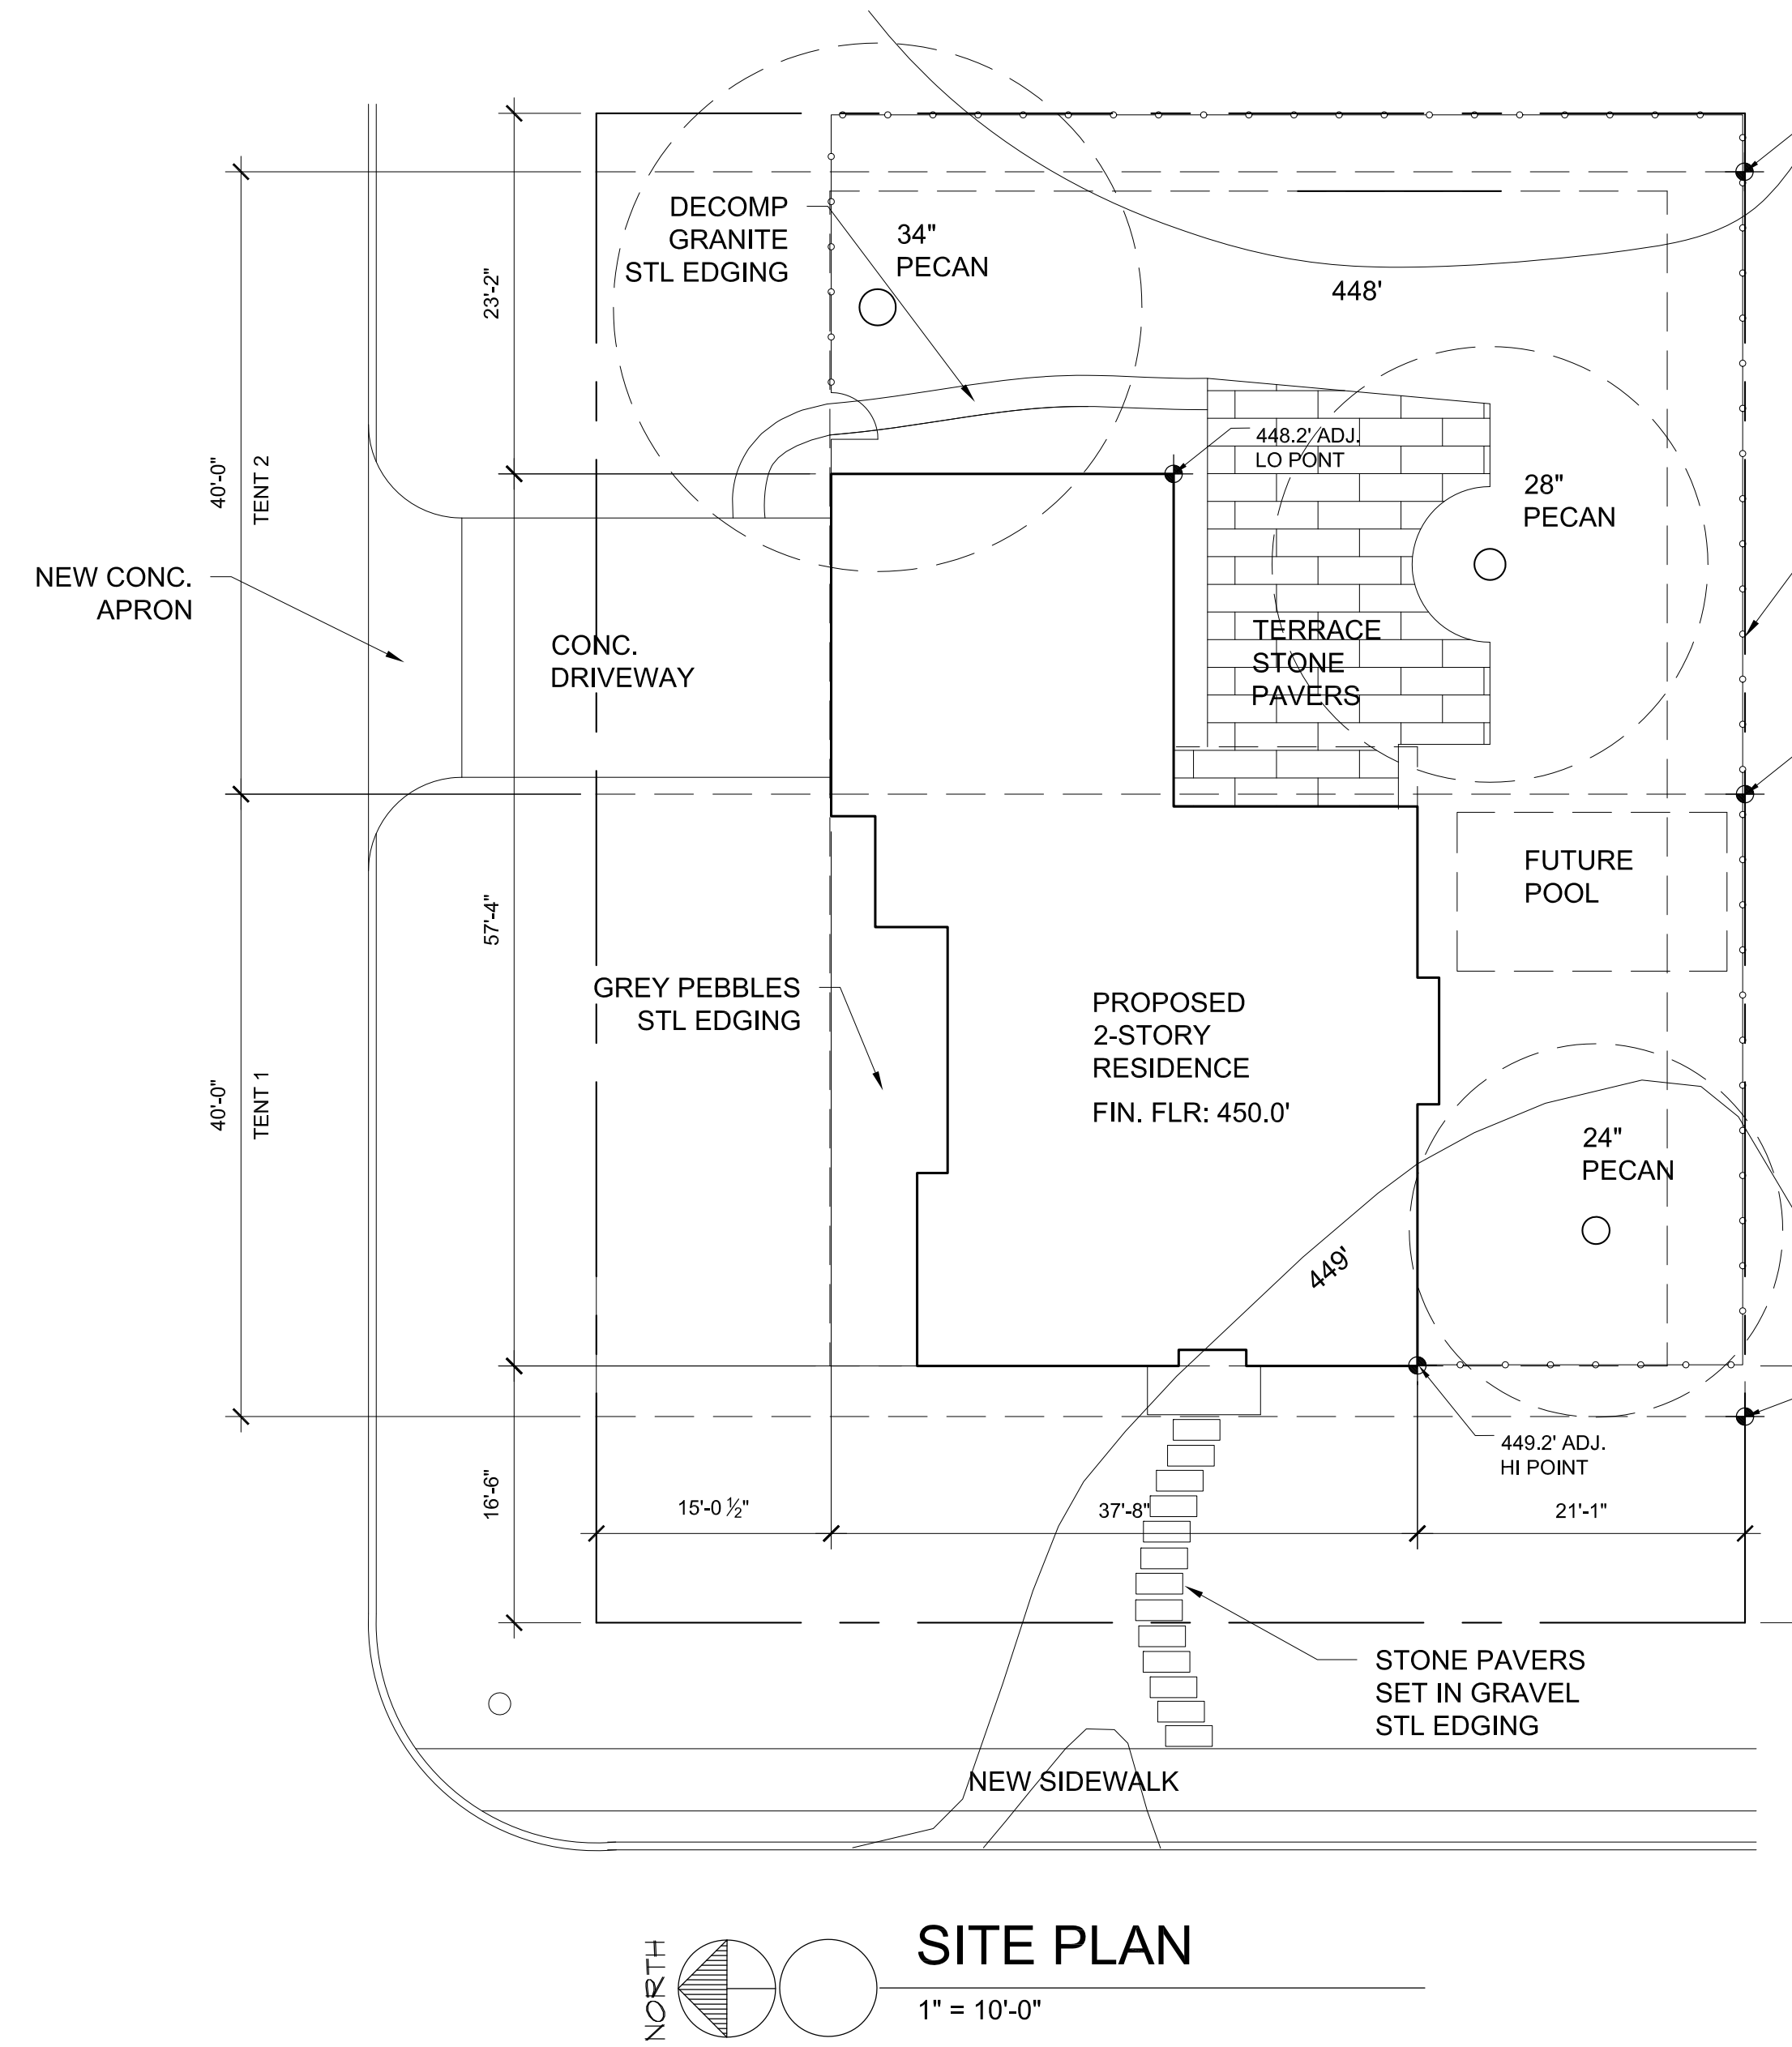 DECOMP
GRANITE
STL EDGING
34"
PECAN
23'-2"
448'
448.2' ADJ.
LO PONT
40'-0"
TENT 2
28"
PECAN
NEW CONC.
APRON
CONC.
DRIVEWAY
TERRACE
STONE
PAVERS
FUTURE
POOL
57'-4"
GREY PEBBLES
STL EDGING
PROPOSED
2-STORY
RESIDENCE
FIN. FLR: 450.0'
40'-0"
TENT 1
24"
PECAN
449'
449.2' ADJ.
HI POINT
16'-6"
15'-0 ½"
37'-8"
21'-1"
STONE PAVERS
SET IN GRAVEL
STL EDGING
NEW SIDEWALK
NORTH
SITE PLAN
1" = 10'-0"